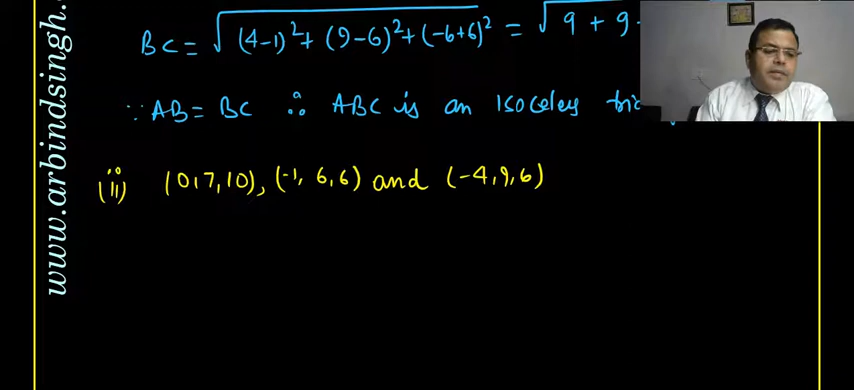 www.arbindsingh.
BC = √(4-1)²+ (9-6)²+(-6+6)² = √9 + 9
∵ AB = BC ∴ ABC is an Isoceley
(ii) (0,7,10), (-1, 6,6) and (-4,9,6)